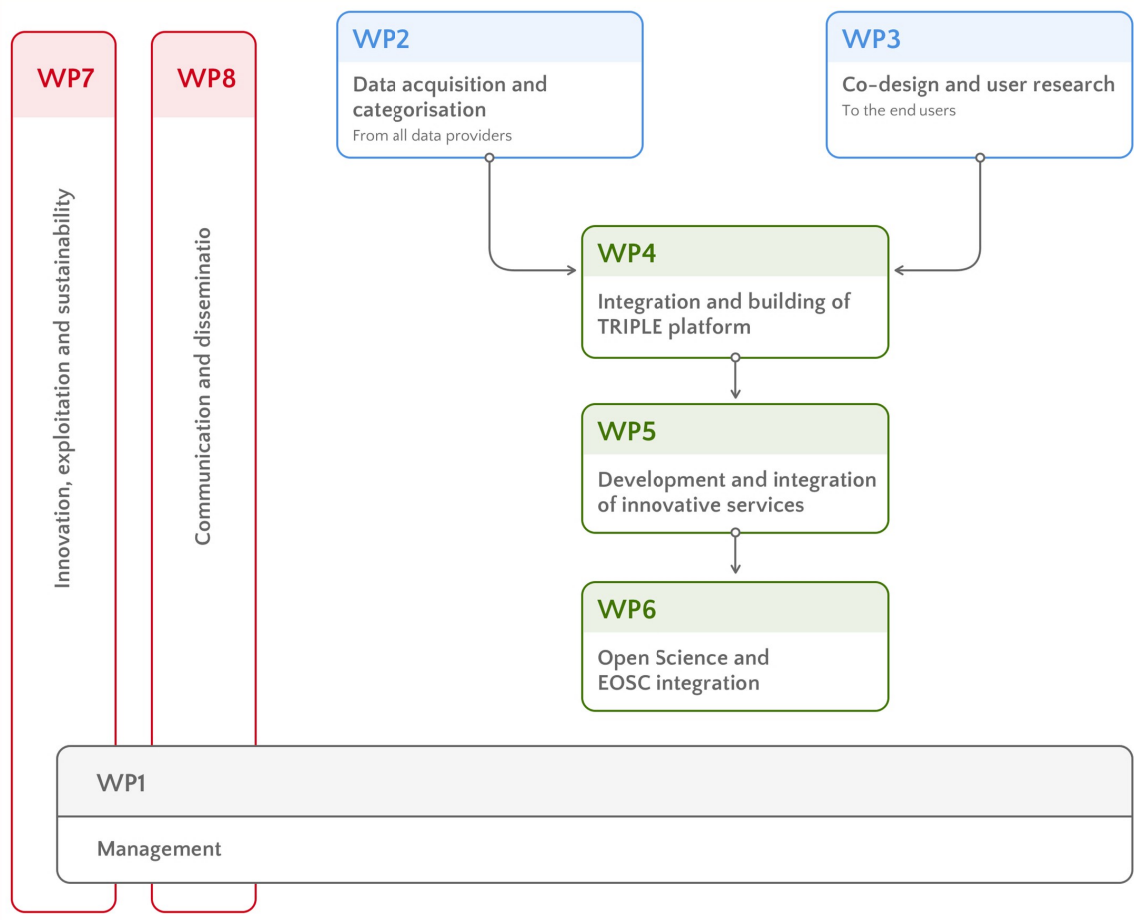 WP7
Innovation, exploitation and sustainability
WP8
Communication and disseminatio
WP2
Data acquisition and
categorisation
From all data providers
WP3
Co-design and user research
To the end users
WP4
Integration and building of
TRIPLE platform
WP5
Development and integration
of innovative services
WP6
Open Science and
EOSC integration
WP1
Management